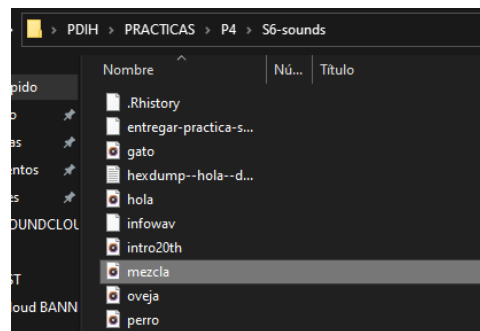 > PDIH > PRACTICAS > P4 > S6-sounds
Nombre Nú... Título
pido
.Rhistory
entregar-practica-s...
as
gato
entos
hexdump--hola--d...
es
hola
OUNDCLOU
infowav
intro20th
ST
mezcla
oveja
loud BANN
perro